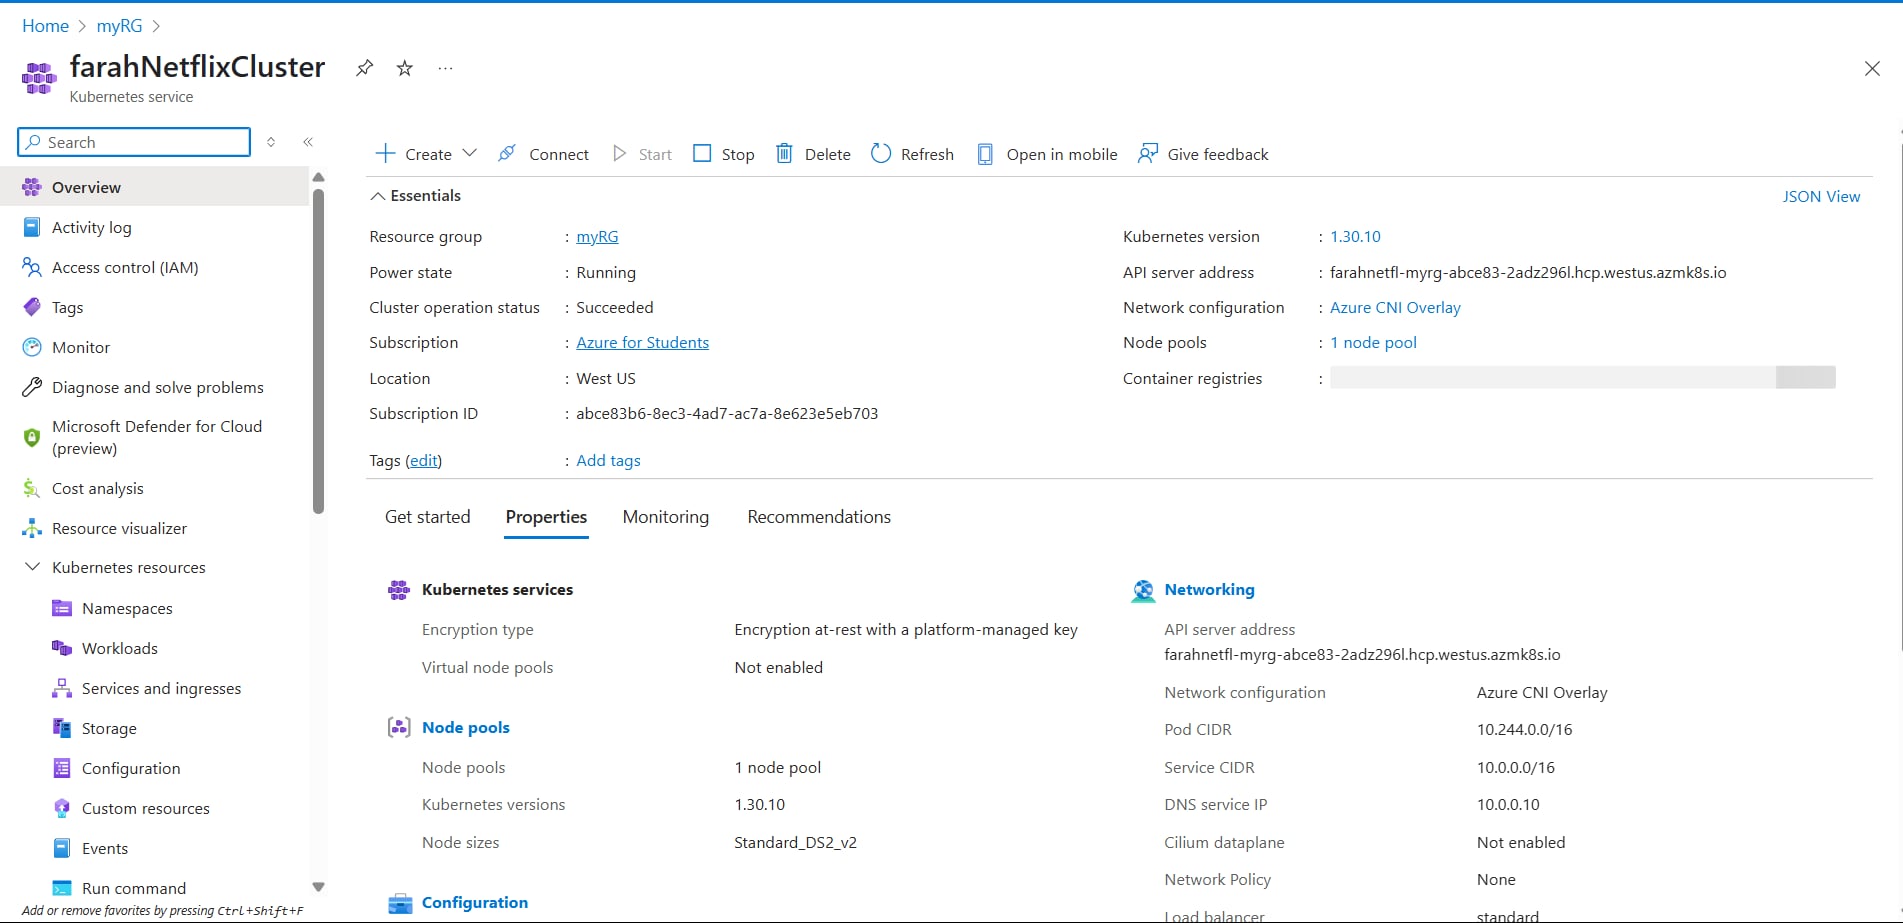 Home > myRG >
farahNetflixCluster
Kubernetes service
Search
Overview
Activity log
Access control (IAM)
Tags
Monitor
Diagnose and solve problems
Microsoft Defender for Cloud
(preview)
Cost analysis
Resource visualizer
Kubernetes resources
Namespaces
Workloads
Services and ingresses
Storage
Configuration
Custom resources
Events
Run command
Add or remove favorites by pressing Ctrl+Shift+F
Create Connect Start Stop Delete Refresh Open in mobile Give feedback
Essentials
JSON View
Resource group : myRG
Power state : Running
Cluster operation status : Succeeded
Subscription : Azure for Students
Location : West US
Subscription ID : abce83b6-8ec3-4ad7-ac7a-8e623e5eb703
Tags (edit) : Add tags
Kubernetes version : 1.30.10
API server address : farahnetfl-myrg-abce83-2adz296l.hcp.westus.azmk8s.io
Network configuration : Azure CNI Overlay
Node pools : 1 node pool
Container registries :
Get started Properties Monitoring Recommendations
Kubernetes services
Encryption type Encryption at-rest with a platform-managed key
Virtual node pools Not enabled
Node pools
Node pools 1 node pool
Kubernetes versions 1.30.10
Node sizes Standard_DS2_v2
Configuration
Networking
API server address
farahnetfl-myrg-abce83-2adz296l.hcp.westus.azmk8s.io
Network configuration Azure CNI Overlay
Pod CIDR 10.244.0.0/16
Service CIDR 10.0.0.0/16
DNS service IP 10.0.0.10
Cilium dataplane Not enabled
Network Policy None
Load balancer standard